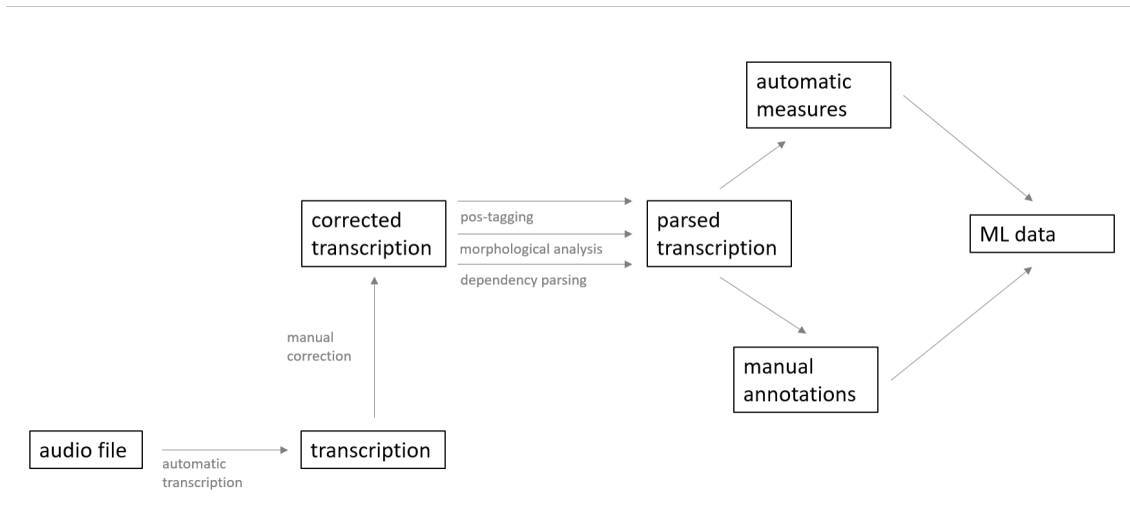 automatic
measures
corrected
transcription
pos-tagging
morphological analysis
dependency parsing
parsed
transcription
ML data
manual
correction
manual
annotations
audio file
automatic
transcription
transcription